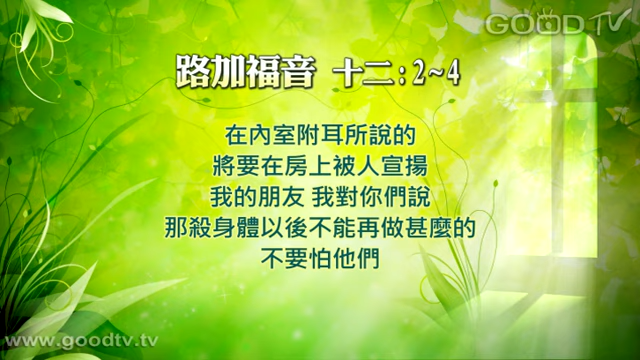 GOOD TV
路加福音 十二：2~4
在內室附耳所說的
將要在房上被人宣揚
我的朋友 我對你們說
那殺身體以後不能再做甚麼的
不要怕他們
www.goodtv.tv